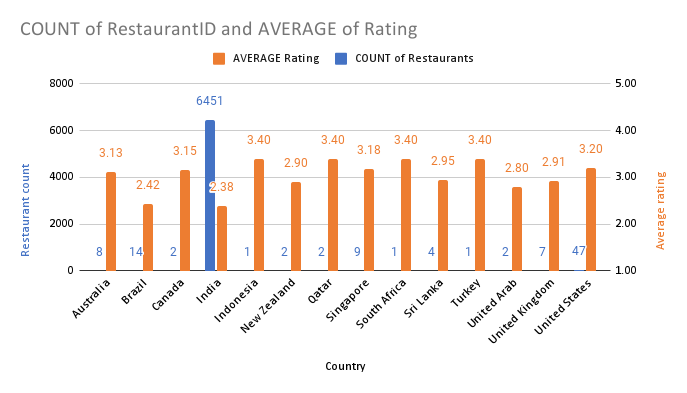 COUNT of RestaurantID and AVERAGE of Rating
AVERAGE Rating COUNT of Restaurants
8000 5.00
6451
6000 4.00
3.13 2.42 3.15 2.38 3.40 2.90 3.40 3.18 3.40 2.95 3.40 2.80 2.91 3.20
4000 3.00
2000 2.00
8 14 2 1 2 2 9 1 4 1 2 7 47
0 1.00
Restaurant count
Average rating
Australia
Brazil
Canada
India
Indonesia
New Zealand
Qatar
Singapore
South Africa
Sri Lanka
Turkey
United Arab
United Kingdom
United States
Country